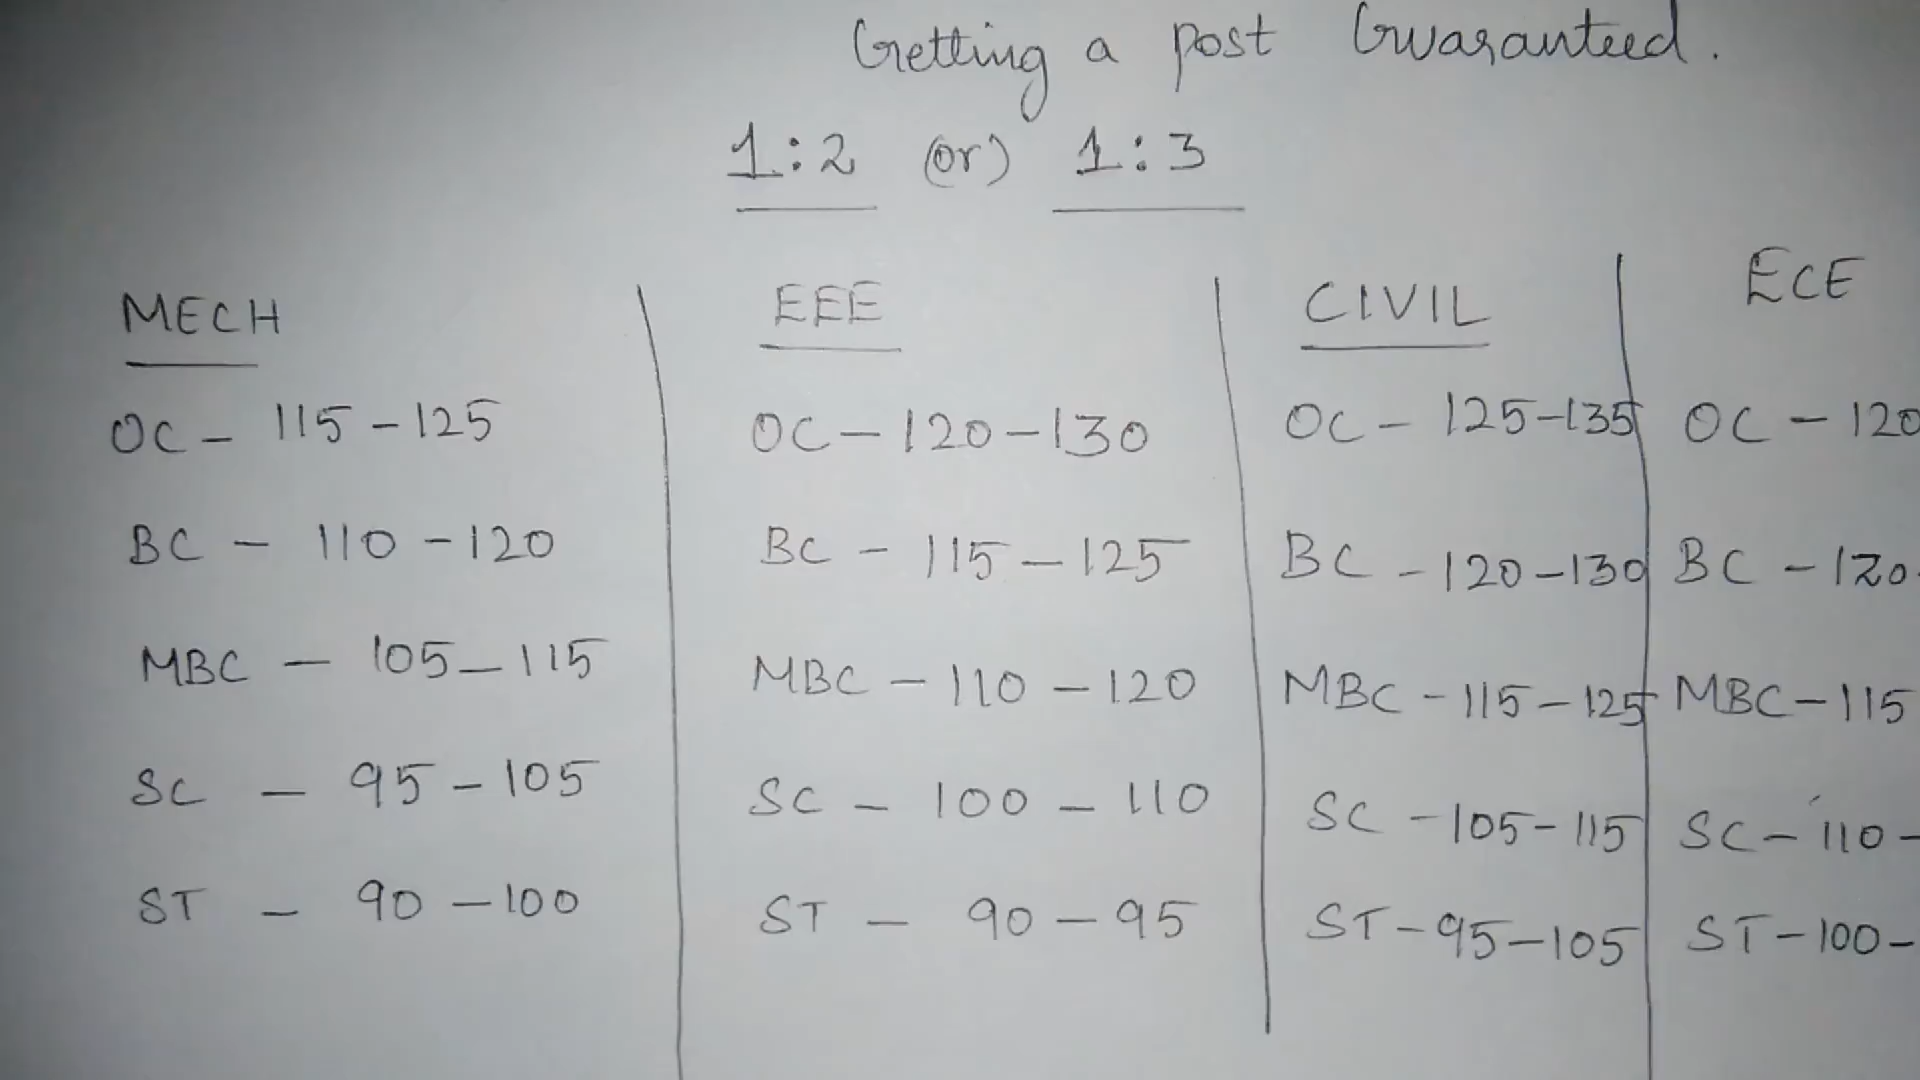 Getting a post Guaranteed.
1:2 (or) 1:3
MECH EEE CIVIL ECE
OC - 115 - 125 OC - 120 - 130 OC - 125 - 135 OC - 120
BC - 110 - 120 BC - 115 - 125 BC - 120 - 130 BC - 120-
MBC - 105 - 115 MBC - 110 - 120 MBC - 115 - 125 MBC - 115
SC - 95 - 105 SC - 100 - 110 SC - 105 - 115 SC - 110 -
ST - 90 - 100 ST - 90 - 95 ST - 95 - 105 ST - 100 -